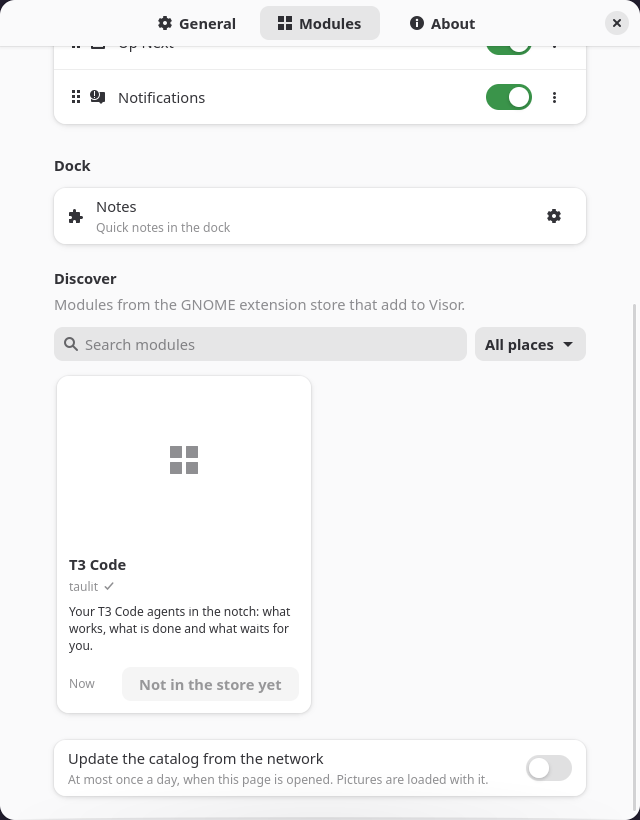 General
Modules
About
Up Next
Notifications
Dock
Notes
Quick notes in the dock
Discover
Modules from the GNOME extension store that add to Visor.
Search modules
All places
T3 Code
taulit
Your T3 Code agents in the notch: what
works, what is done and what waits for
you.
Now
Not in the store yet
Update the catalog from the network
At most once a day, when this page is opened. Pictures are loaded with it.